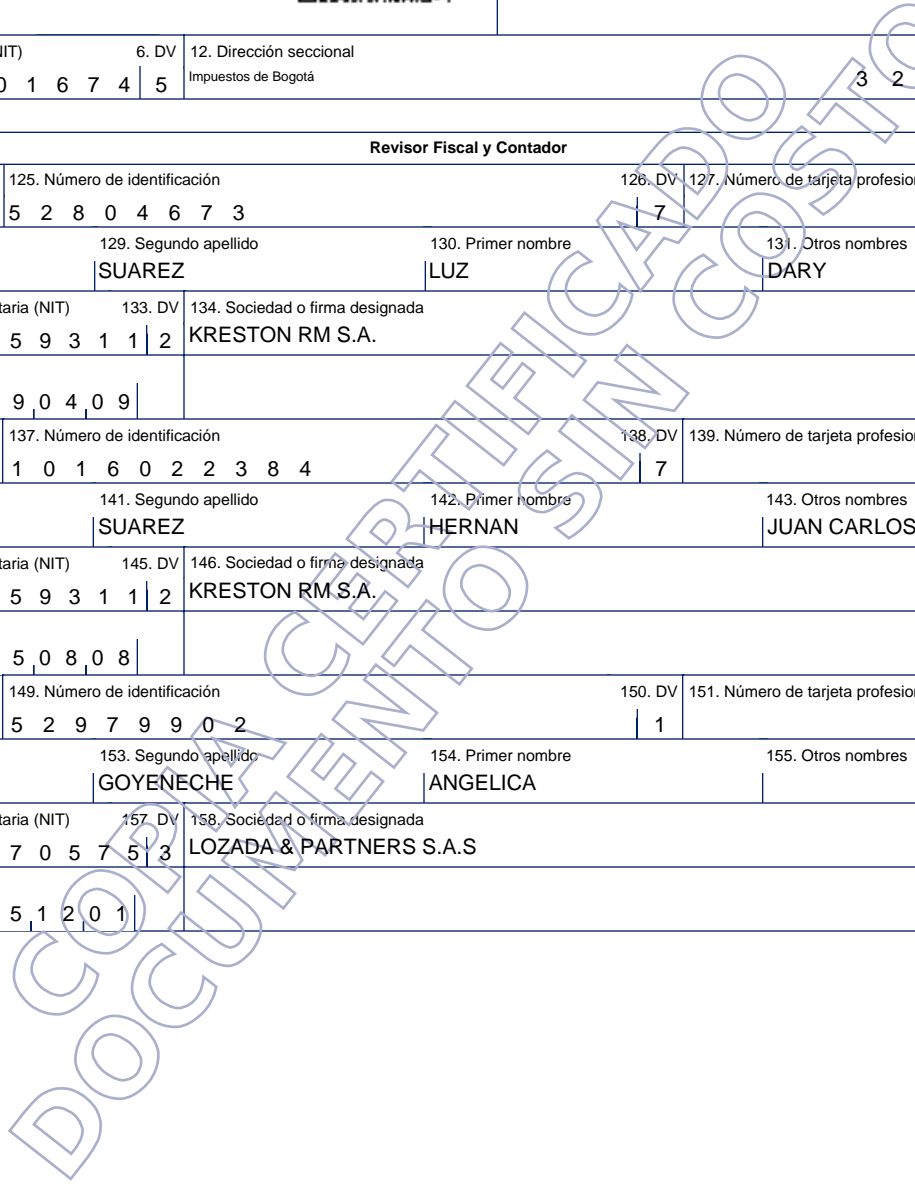 NIT) 6. DV 12. Dirección seccional
0 1 6 7 4 5 Impuestos de Bogotá 3 2
Revisor Fiscal y Contador
125. Número de identificación 126. DV 127. Número de tarjeta profesion
5 2 8 0 4 6 7 3 7
129. Segundo apellido 130. Primer nombre 131. Otros nombres
SUAREZ LUZ DARY
taria (NIT) 133. DV 134. Sociedad o firma designada
5 9 3 1 1 2 KRESTON RM S.A.
9 0 4 0 9
137. Número de identificación 138. DV 139. Número de tarjeta profesion
1 0 1 6 0 2 2 3 8 4 7
141. Segundo apellido 142. Primer nombre 143. Otros nombres
SUAREZ HERNAN JUAN CARLOS
taria (NIT) 145. DV 146. Sociedad o firma designada
5 9 3 1 1 2 KRESTON RM S.A.
5 0 8 0 8
149. Número de identificación 150. DV 151. Número de tarjeta profesion
5 2 9 7 9 9 0 2 1
153. Segundo apellido 154. Primer nombre 155. Otros nombres
GOYENECHE ANGELICA
taria (NIT) 157. DV 158. Sociedad o firma designada
7 0 5 7 5 3 LOZADA & PARTNERS S.A.S
5 1 2 0 1
COPIA CERTIFICADO
DOCUMENTO SIN COSTO